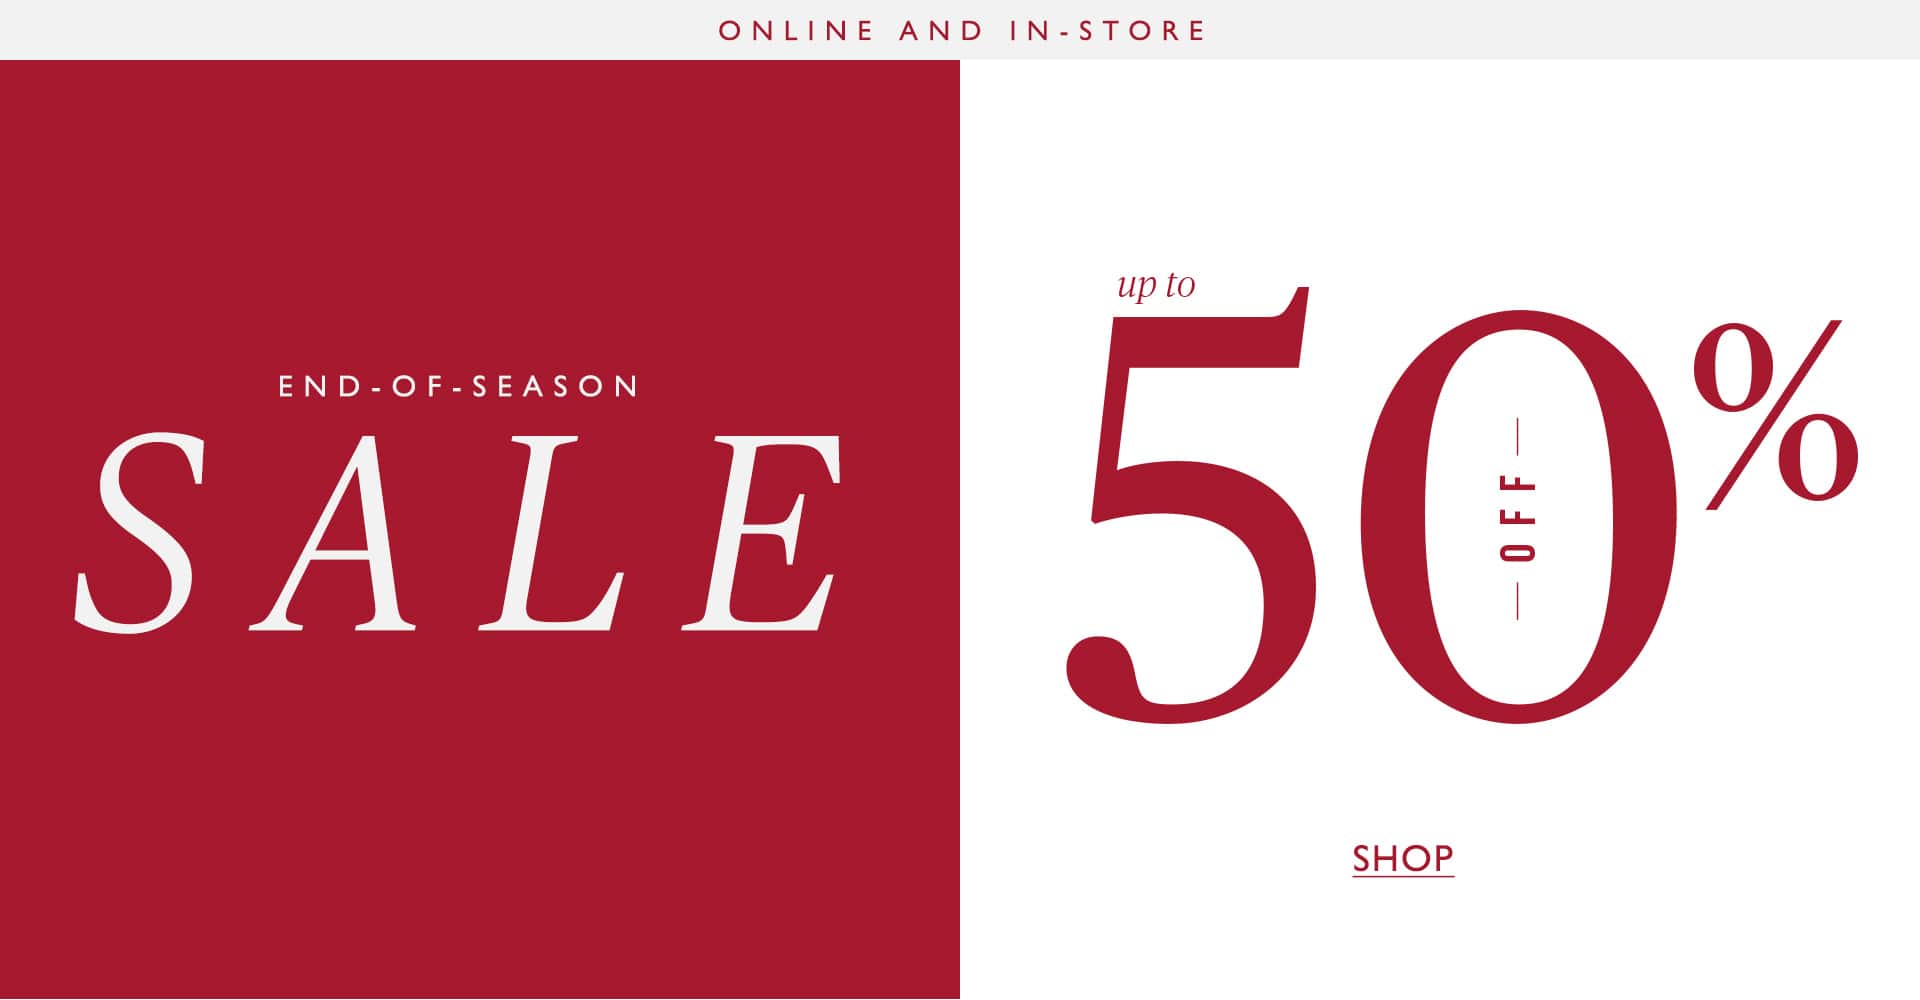 ONLINE AND IN-STORE
END-OF-SEASON
SALE
up to
50%
— OFF —
SHOP